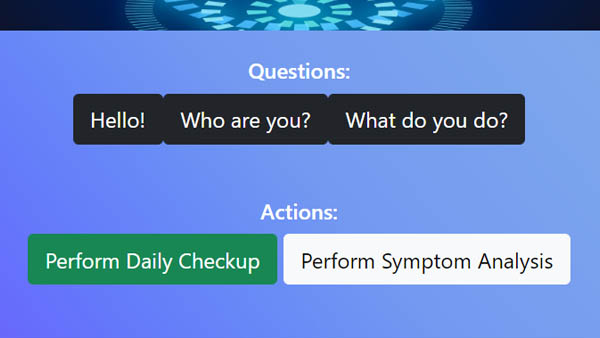 Questions:
Hello! Who are you? What do you do?
Actions:
Perform Daily Checkup Perform Symptom Analysis